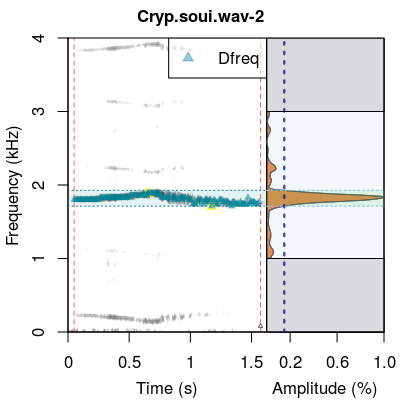 Cryp.soui.wav-2
Dfreq
Frequency (kHz)
4
3
2
1
0
0 0.5 1 1.5 0.2 0.6 1.0
Time (s) Amplitude (%)